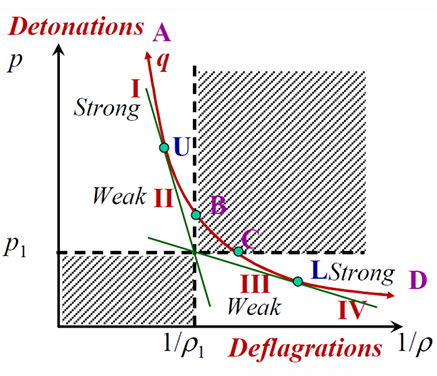 Detonations A
p q
I
Strong
U
Weak II B
p1 C
L Strong D
III
Weak IV
1/ρ1 Deflagrations 1/ρ